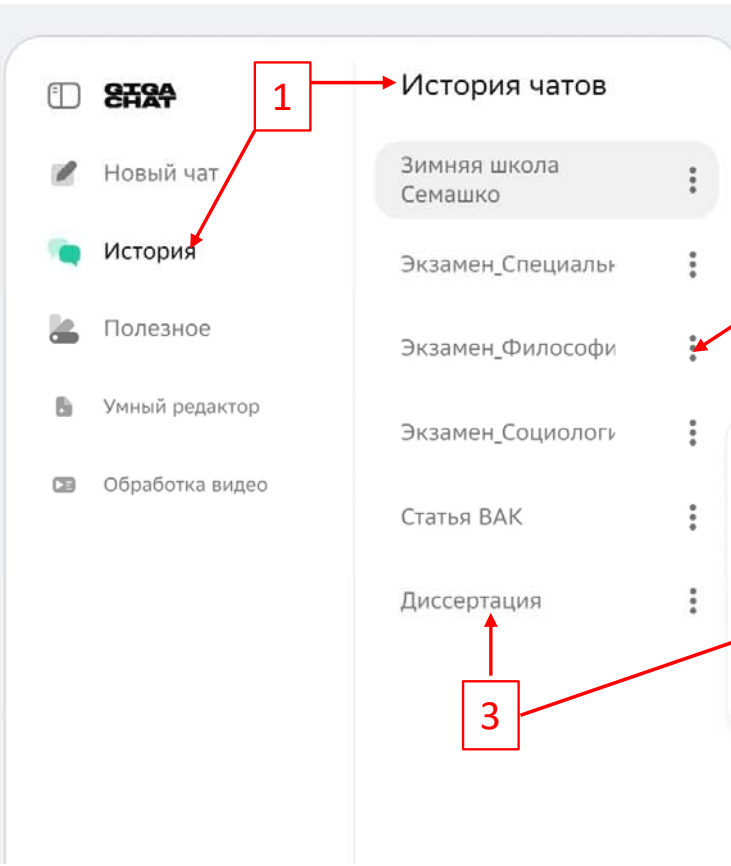 GIGA
CHAT
1
Новый чат
История
Полезное
Умный редактор
Обработка видео
История чатов
Зимняя школа
Семашко
Экзамен_Специальн
Экзамен_Философи
Экзамен_Социологи
Статья ВАК
Диссертация
3